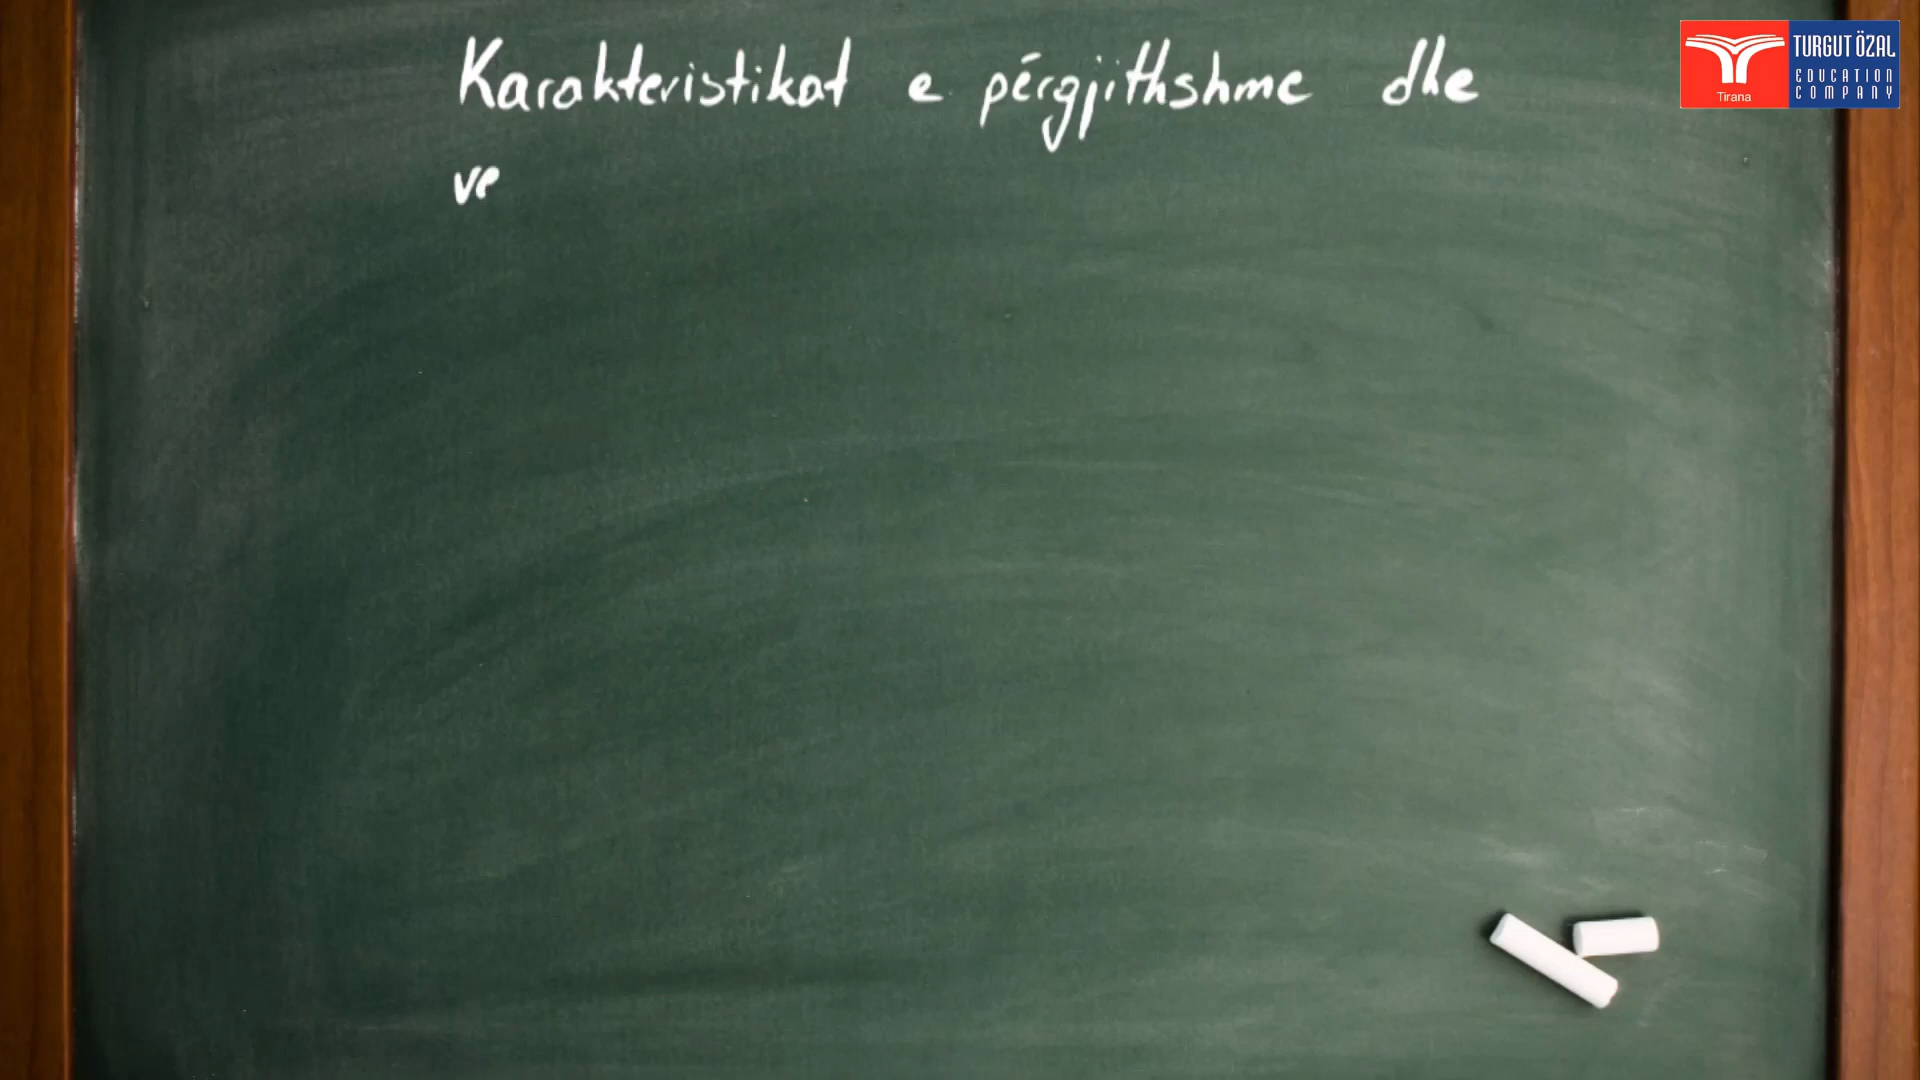 Karakteristikat e përgjithshme dhe
ve
TURGUT ÖZAL
EDUCATION
COMPANY
Tirana